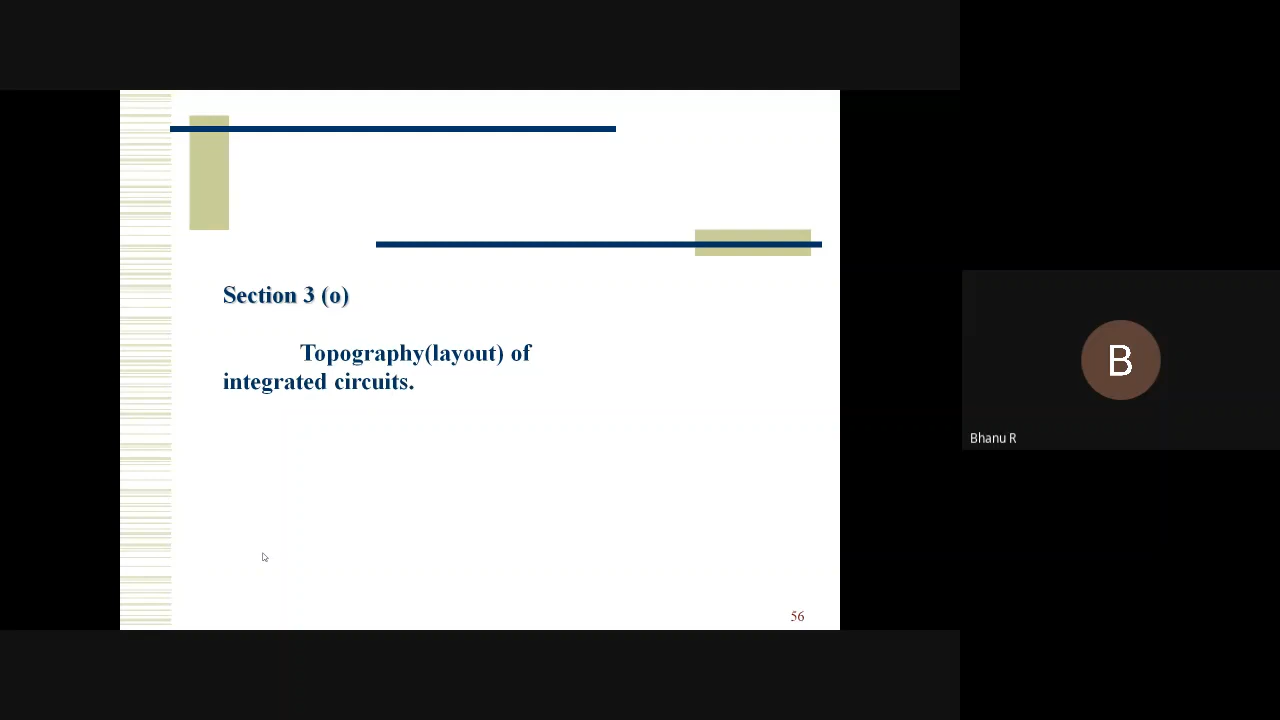 Section 3 (o)
Topography(layout) of
integrated circuits.
56
B
Bhanu R